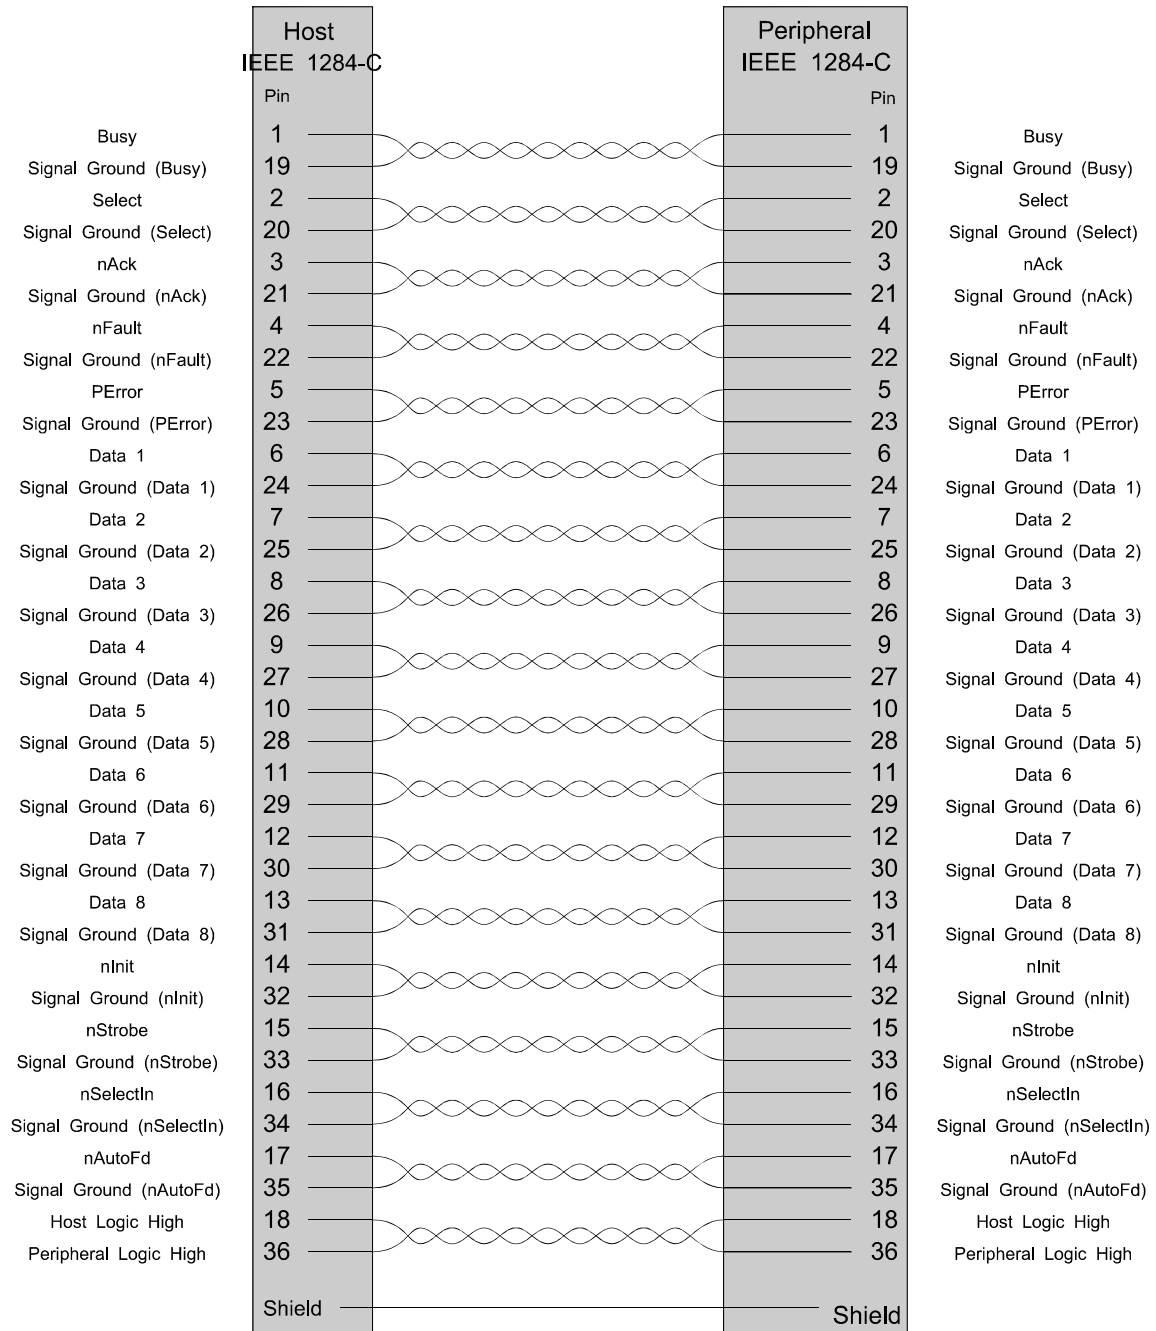 Host Peripheral
IEEE 1284-C IEEE 1284-C
Pin Pin
Busy 1 1 Busy
Signal Ground (Busy) 19 19 Signal Ground (Busy)
Select 2 2 Select
Signal Ground (Select) 20 20 Signal Ground (Select)
nAck 3 3 nAck
Signal Ground (nAck) 21 21 Signal Ground (nAck)
nFault 4 4 nFault
Signal Ground (nFault) 22 22 Signal Ground (nFault)
PError 5 5 PError
Signal Ground (PError) 23 23 Signal Ground (PError)
Data 1 6 6 Data 1
Signal Ground (Data 1) 24 24 Signal Ground (Data 1)
Data 2 7 7 Data 2
Signal Ground (Data 2) 25 25 Signal Ground (Data 2)
Data 3 8 8 Data 3
Signal Ground (Data 3) 26 26 Signal Ground (Data 3)
Data 4 9 9 Data 4
Signal Ground (Data 4) 27 27 Signal Ground (Data 4)
Data 5 10 10 Data 5
Signal Ground (Data 5) 28 28 Signal Ground (Data 5)
Data 6 11 11 Data 6
Signal Ground (Data 6) 29 29 Signal Ground (Data 6)
Data 7 12 12 Data 7
Signal Ground (Data 7) 30 30 Signal Ground (Data 7)
Data 8 13 13 Data 8
Signal Ground (Data 8) 31 31 Signal Ground (Data 8)
nInit 14 14 nInit
Signal Ground (nInit) 32 32 Signal Ground (nInit)
nStrobe 15 15 nStrobe
Signal Ground (nStrobe) 33 33 Signal Ground (nStrobe)
nSelectIn 16 16 nSelectIn
Signal Ground (nSelectIn) 34 34 Signal Ground (nSelectIn)
nAutoFd 17 17 nAutoFd
Signal Ground (nAutoFd) 35 35 Signal Ground (nAutoFd)
Host Logic High 18 18 Host Logic High
Peripheral Logic High 36 36 Peripheral Logic High
Shield Shield